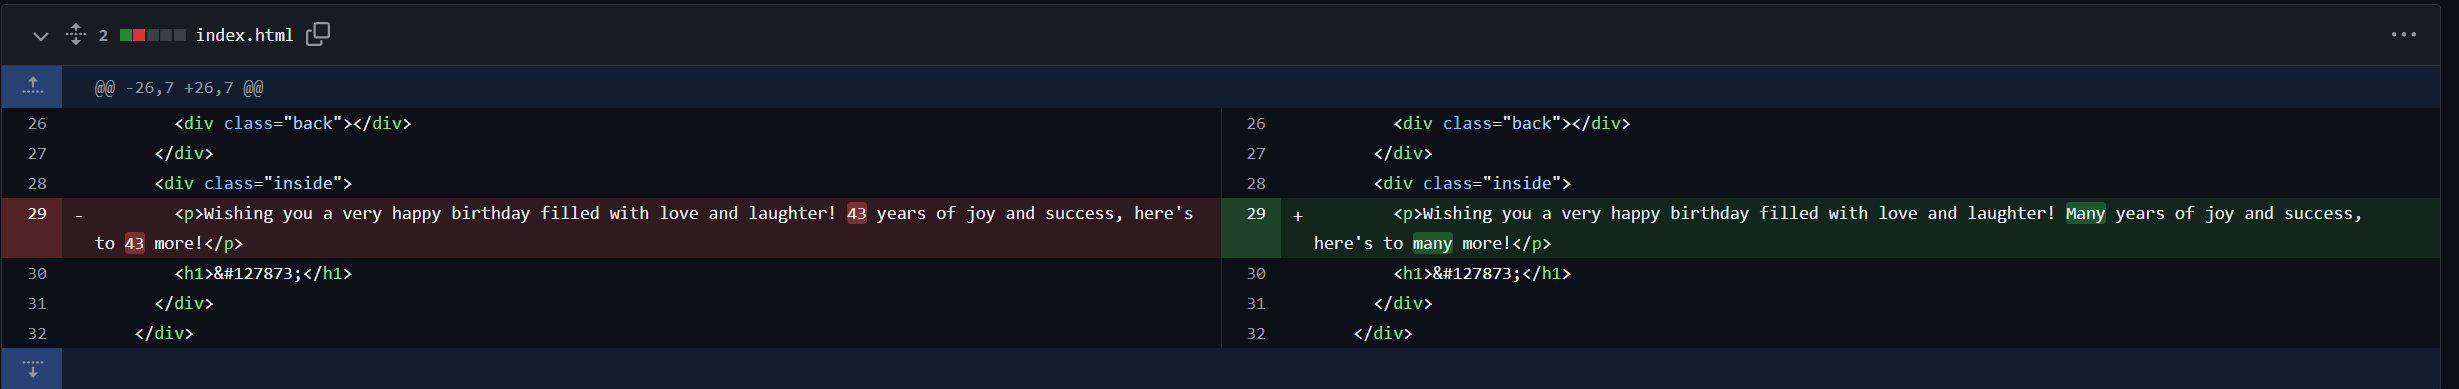 2 index.html
@@ -26,7 +26,7 @@
26 <div class="back"></div>
27 </div>
28 <div class="inside">
29 - <p>Wishing you a very happy birthday filled with love and laughter! 43 years of joy and success, here's
to 43 more!</p>
30 <h1>&#127873;</h1>
31 </div>
32 </div>
26 <div class="back"></div>
27 </div>
28 <div class="inside">
29 + <p>Wishing you a very happy birthday filled with love and laughter! Many years of joy and success,
here's to many more!</p>
30 <h1>&#127873;</h1>
31 </div>
32 </div>